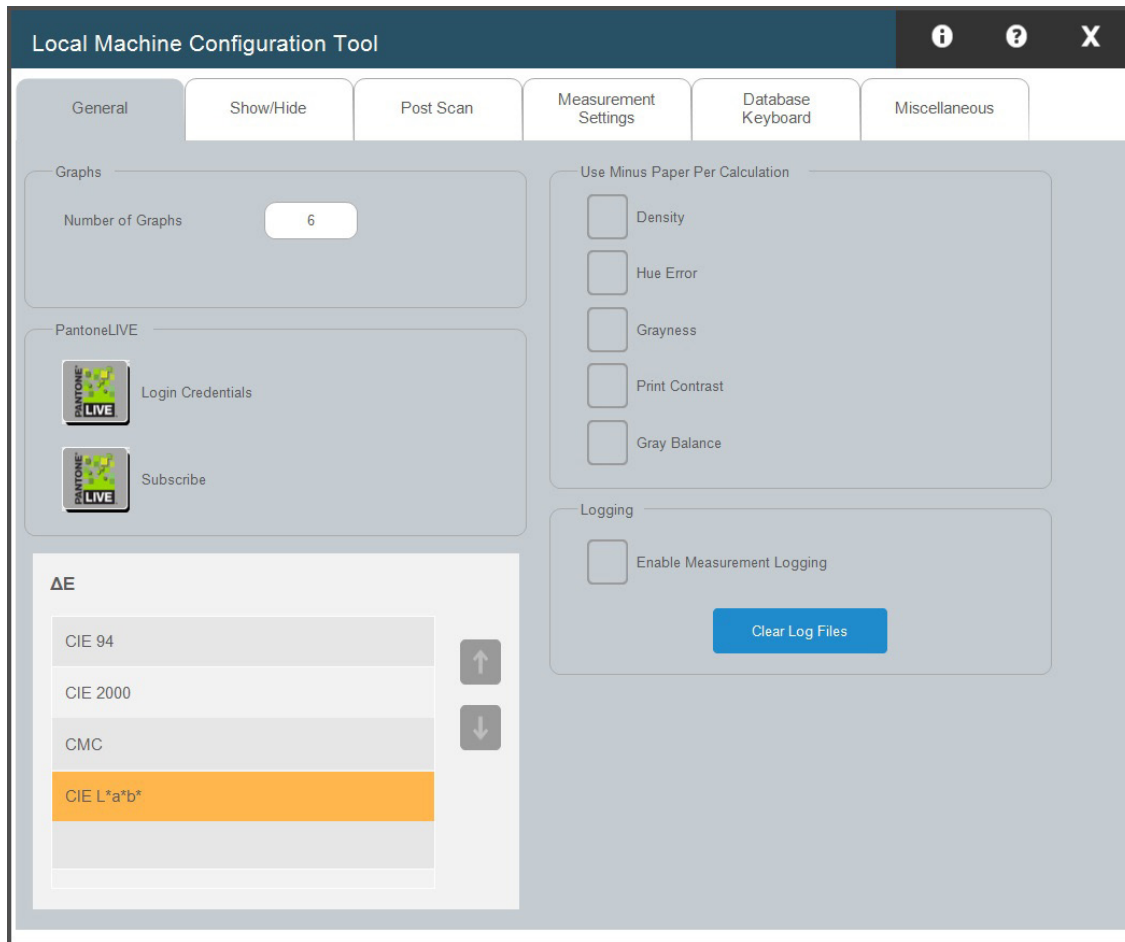 Local Machine Configuration Tool
X
General
Show/Hide
Post Scan
Measurement
Settings
Database
Keyboard
Miscellaneous
Graphs
Number of Graphs
6
PantoneLIVE
PANTONE
LIVE
Login Credentials
PANTONE
LIVE
Subscribe
ΔE
CIE 94
CIE 2000
CMC
CIE L*a*b*
Use Minus Paper Per Calculation
Density
Hue Error
Grayness
Print Contrast
Gray Balance
Logging
Enable Measurement Logging
Clear Log Files